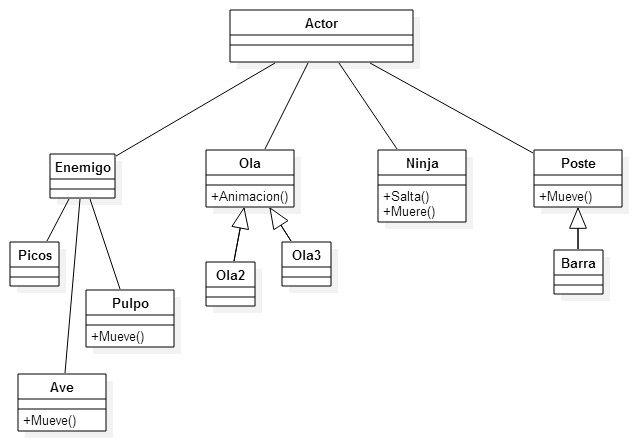 Actor
Enemigo
Ola
+Animacion()
Ninja
+Salta()
+Muere()
Poste
+Mueve()
Picos
Pulpo
+Mueve()
Ave
+Mueve()
Ola2
Ola3
Barra